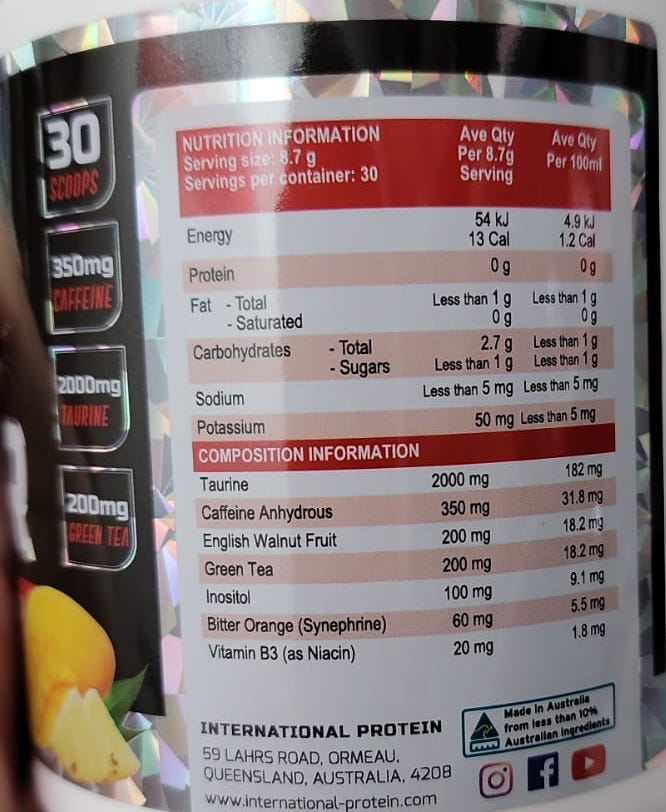 30
SCOOPS
350mg
CAFFEINE
2000mg
TAURINE
200mg
GREEN TEA
NUTRITION INFORMATION
Serving size: 8.7 g
Servings per container: 30
Ave Qty Per 8.7g Serving
Ave Qty Per 100ml
Energy 54 kJ 4.9 kJ
13 Cal 1.2 Cal
Protein 0 g 0 g
Fat - Total Less than 1 g Less than 1 g
- Saturated 0 g 0 g
Carbohydrates - Total 2.7 g Less than 1 g
- Sugars Less than 1 g Less than 1 g
Sodium Less than 5 mg Less than 5 mg
Potassium 50 mg Less than 5 mg
COMPOSITION INFORMATION
Taurine 2000 mg 182 mg
Caffeine Anhydrous 350 mg 31.8 mg
English Walnut Fruit 200 mg 18.2 mg
Green Tea 200 mg 18.2 mg
Inositol 100 mg 9.1 mg
Bitter Orange (Synephrine) 60 mg 5.5 mg
Vitamin B3 (as Niacin) 20 mg 1.8 mg
INTERNATIONAL PROTEIN
59 LAHRS ROAD, ORMEAU,
QUEENSLAND, AUSTRALIA, 4208
www.international-protein.com
Made in Australia
from less than 10%
Australian ingredients